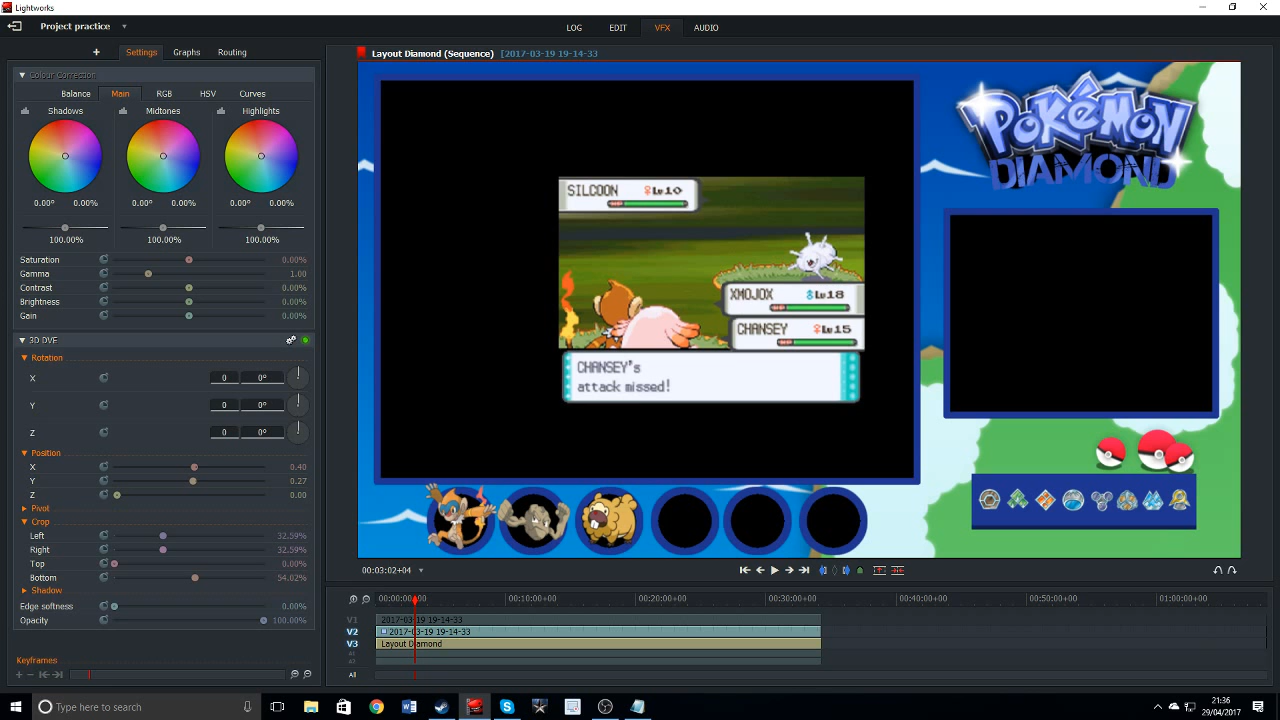 Lightworks
Project practice
LOG EDIT VFX AUDIO
+ Settings Graphs Routing
Layout Diamond (Sequence) [2017-03-19 19-14-33
Colour Correction
Balance Main RGB HSV Curves
Shadows Midtones Highlights
0.00° 0.00% 0.00° 0.00% 0.00° 0.00%
100.00% 100.00% 100.00%
Saturation 0.00%
Gamma 1.00
Contrast 0.00%
Brightness 0.00%
Gain 0.00%
3D DVE
Rotation
X 0 0°
Y 0 0°
Z 0 0°
Position
X 0.40
Y 0.27
Z 0.00
Pivot
Crop
Left 32.59%
Right 32.59%
Top 0.00%
Bottom 54.02%
Shadow
Edge softness 0.00%
Opacity 100.00%
Keyframes
POKéMON
DIAMOND
SILCOON ♀Lv10
XMOJOX ♂Lv18
CHANSEY ♀Lv15
CHANSEY's
attack missed!
00:03:02+04
00:00:00+00 00:10:00+00 00:20:00+00 00:30:00+00 00:40:00+00 00:50:00+00 01:00:00+00
V1 2017-03-19 19-14-33
V2 2017-03-19 19-14-33
V3 Layout Diamond
A1
A2
All
Type here to search
21:36
29/04/2017